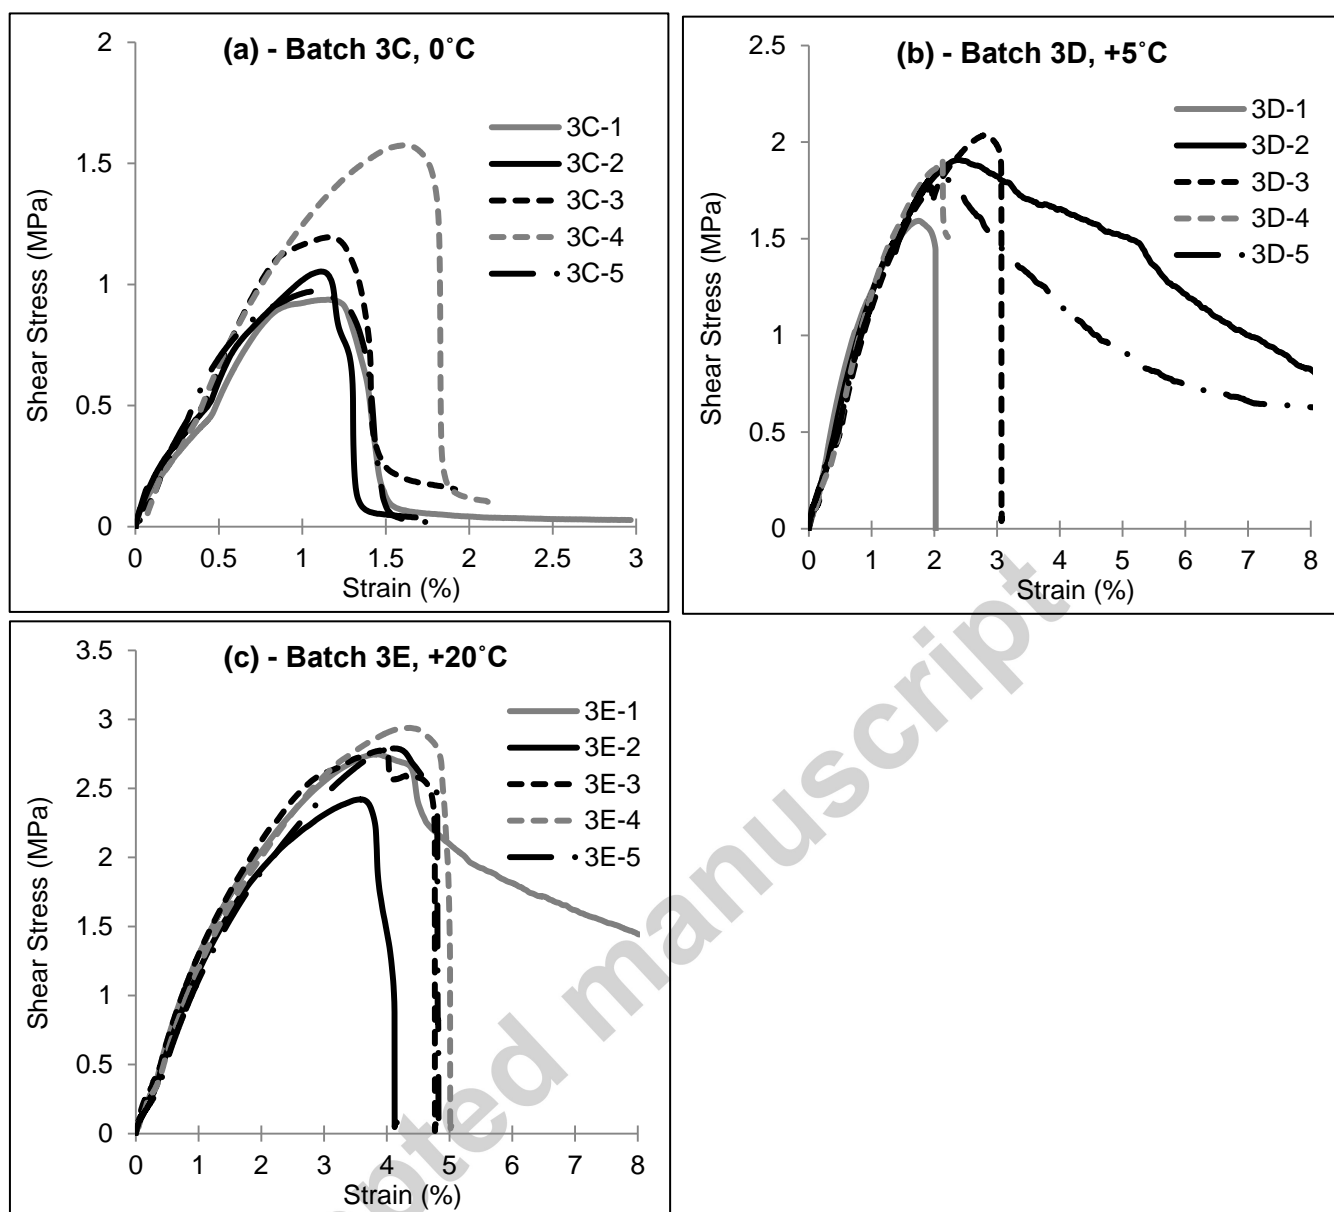 (a) - Batch 3C, 0˚C
2
1.5
1
0.5
0
Shear Stress (MPa)
3C-1
3C-2
3C-3
3C-4
3C-5
0 0.5 1 1.5 2 2.5 3
Strain (%)
(b) - Batch 3D, +5˚C
2.5
2
1.5
1
0.5
0
Shear Stress (MPa)
3D-1
3D-2
3D-3
3D-4
3D-5
0 1 2 3 4 5 6 7 8
Strain (%)
(c) - Batch 3E, +20˚C
3.5
3
2.5
2
1.5
1
0.5
0
Shear Stress (MPa)
3E-1
3E-2
3E-3
3E-4
3E-5
0 1 2 3 4 5 6 7 8
Strain (%)
pted manuscript